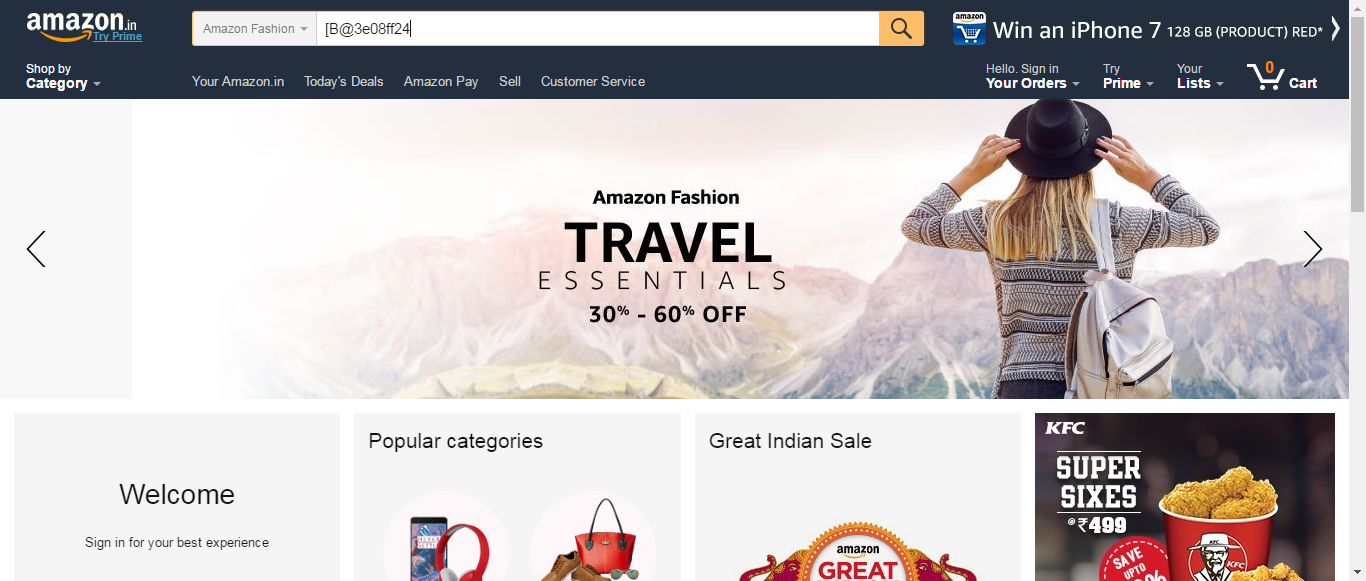 amazon.in
Try Prime
Amazon Fashion
[B@3e08ff24
amazon
Win an iPhone 7 128 GB (PRODUCT) RED*
Shop by
Category
Your Amazon.in
Today's Deals
Amazon Pay
Sell
Customer Service
Hello. Sign in
Your Orders
Try
Prime
Your
Lists
0
Cart
Amazon Fashion
TRAVEL
ESSENTIALS
30% - 60% OFF
Welcome
Sign in for your best experience
Popular categories
Great Indian Sale
amazon
GREAT
KFC
SUPER
SIXES
@ ₹499
SAVE
UPTO
KFC
KFC